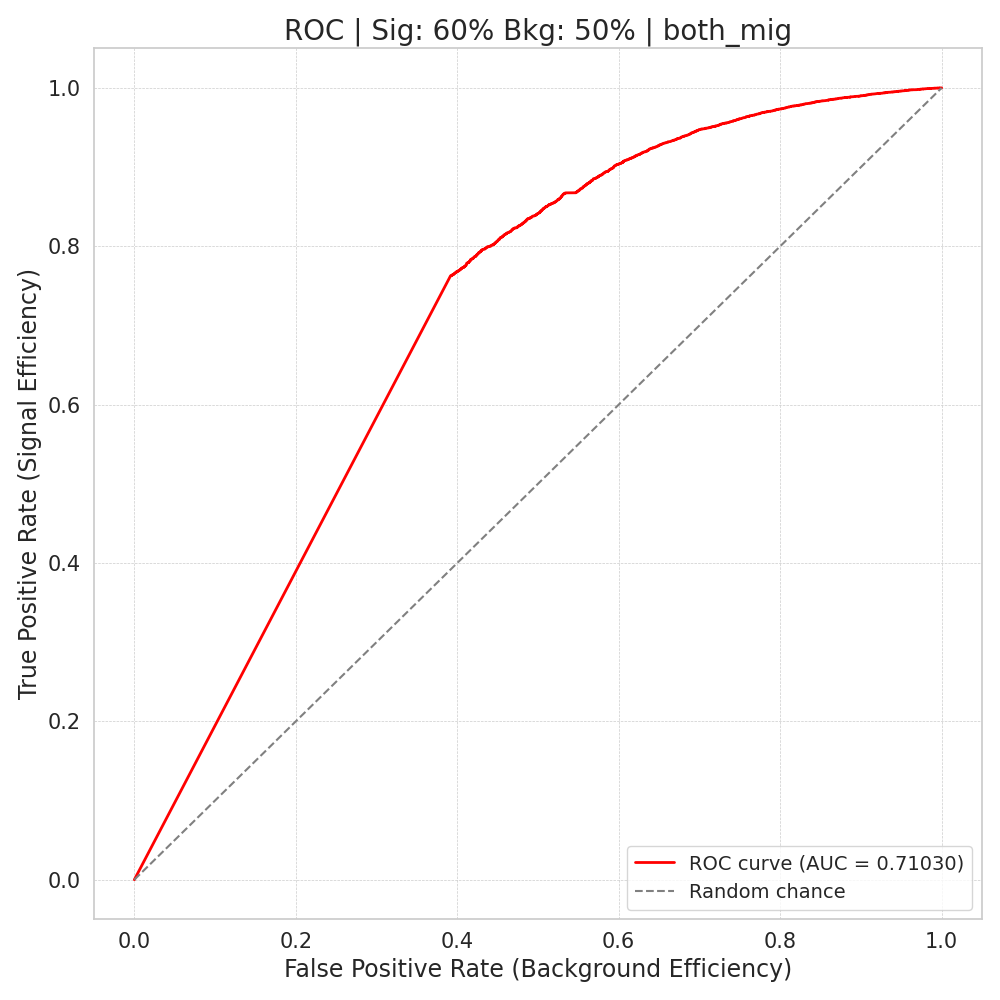 ROC | Sig: 60% Bkg: 50% | both_mig
True Positive Rate (Signal Efficiency)
1.0
0.8
0.6
0.4
0.2
0.0
0.0 0.2 0.4 0.6 0.8 1.0
False Positive Rate (Background Efficiency)
ROC curve (AUC = 0.71030)
Random chance